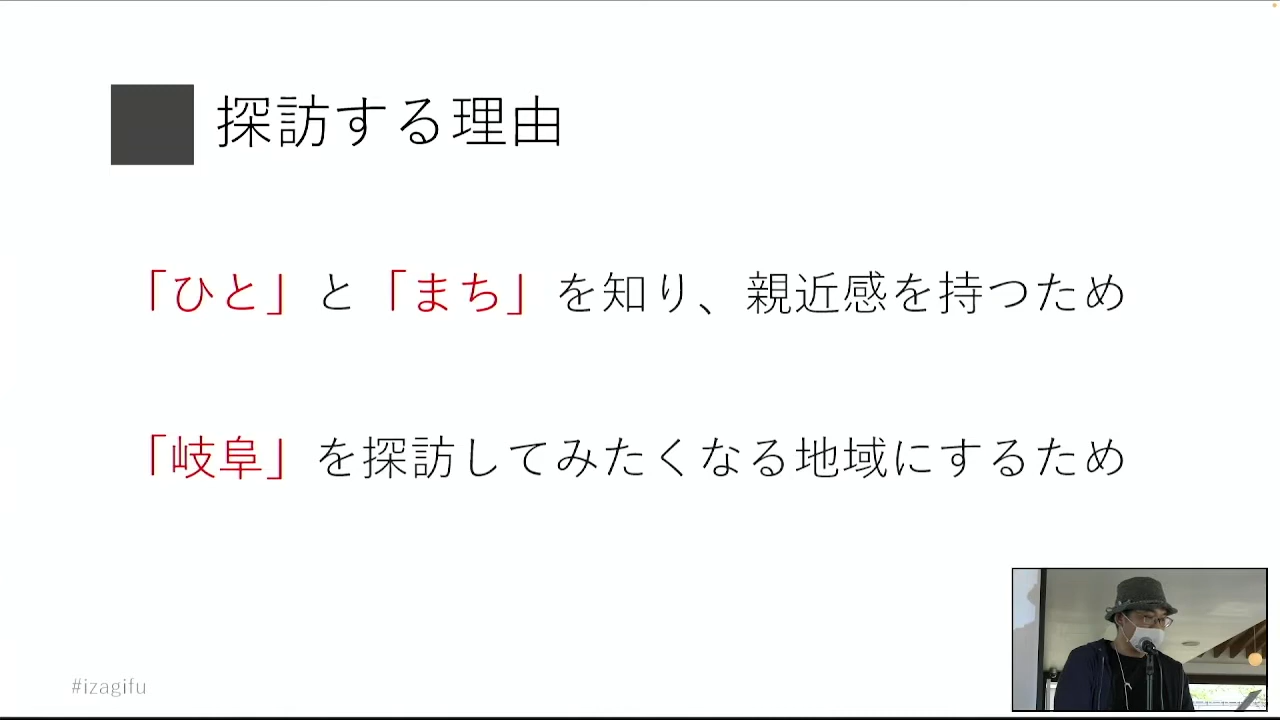 探訪する理由
「ひと」と「まち」を知り、親近感を持つため
「岐阜」を探訪してみたくなる地域にするため
#izagifu